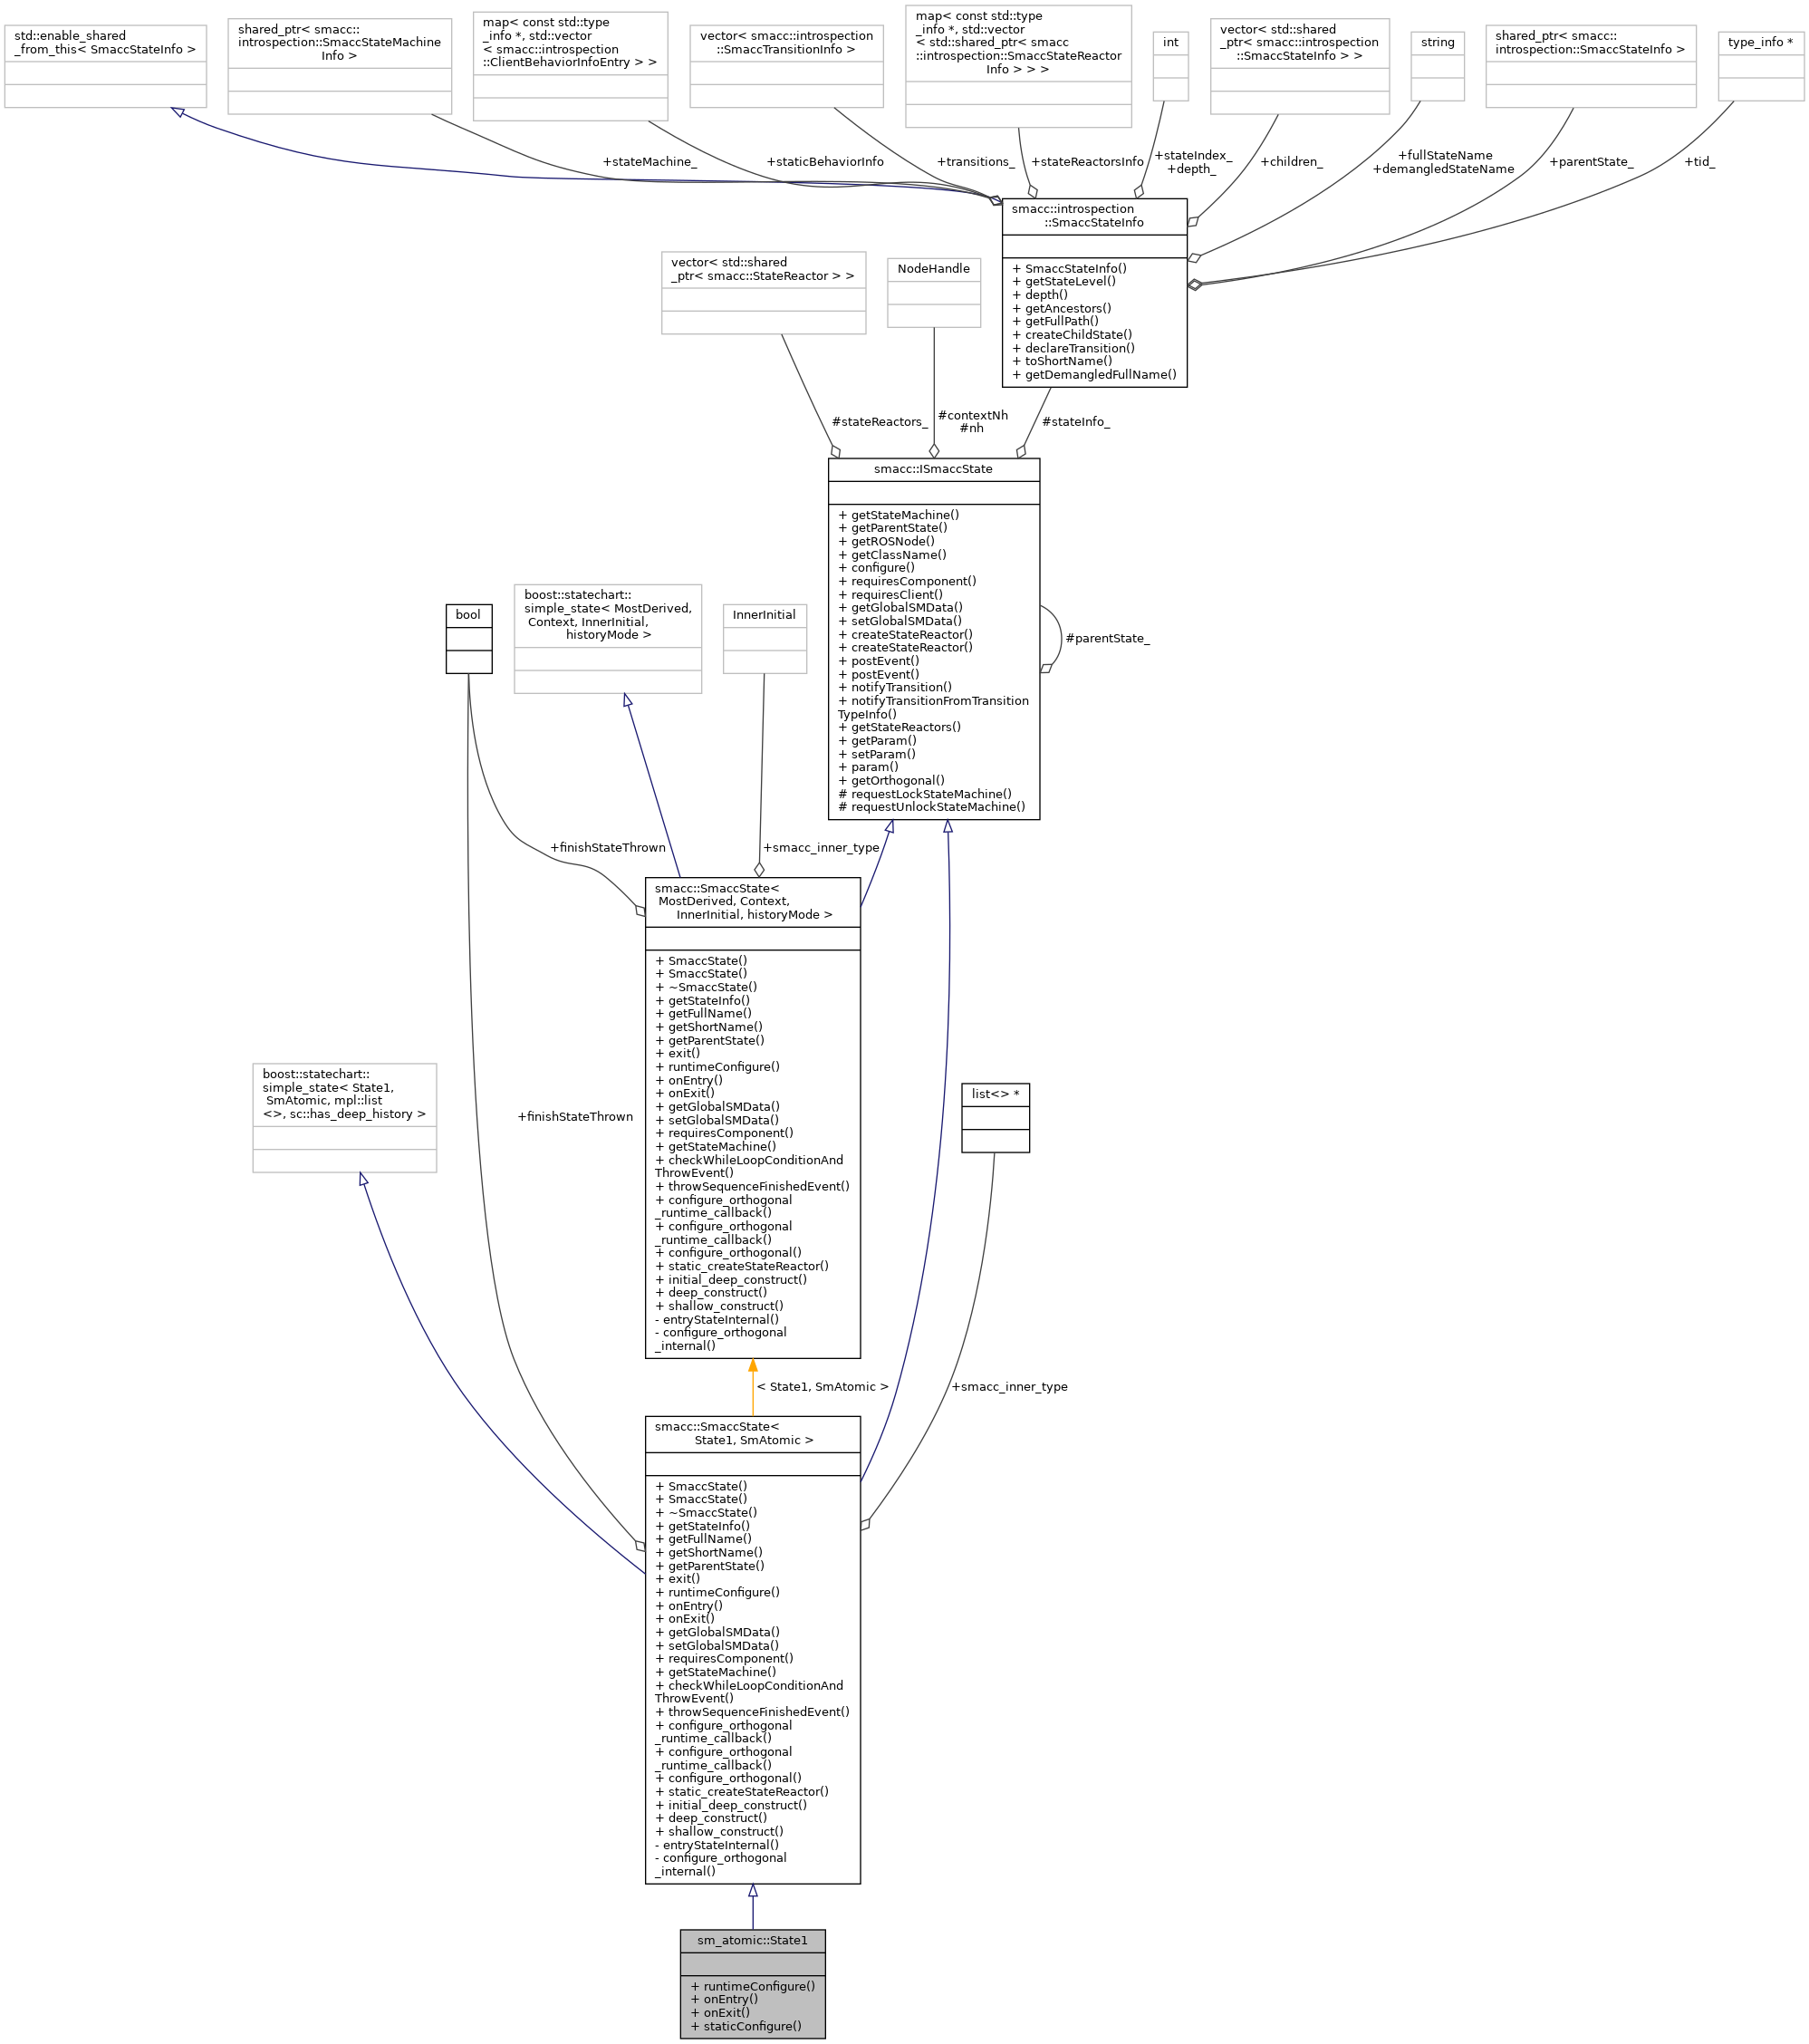 std::enable_shared
_from_this< SmaccStateInfo >
shared_ptr< smacc::
introspection::SmaccStateMachine
Info >
map< const std::type
_info *, std::vector
< smacc::introspection
::ClientBehaviorInfoEntry > >
vector< smacc::introspection
::SmaccTransitionInfo >
map< const std::type
_info *, std::vector
< std::shared_ptr< smacc
::introspection::SmaccStateReactor
Info > > >
int
vector< std::shared
_ptr< smacc::introspection
::SmaccStateInfo > >
string
shared_ptr< smacc::
introspection::SmaccStateInfo >
type_info *
+stateMachine_
+staticBehaviorInfo
+transitions_
+stateReactorsInfo
+stateIndex_
+depth_
+children_
+fullStateName
+demangledStateName
+parentState_
+tid_
smacc::introspection
::SmaccStateInfo
+ SmaccStateInfo()
+ getStateLevel()
+ depth()
+ getAncestors()
+ getFullPath()
+ createChildState()
+ declareTransition()
+ toShortName()
+ getDemangledFullName()
vector< std::shared
_ptr< smacc::StateReactor > >
NodeHandle
#stateReactors_
#contextNh
#nh
#stateInfo_
smacc::ISmaccState
+ getStateMachine()
+ getParentState()
+ getROSNode()
+ getClassName()
+ configure()
+ requiresComponent()
+ requiresClient()
+ getGlobalSMData()
+ setGlobalSMData()
+ createStateReactor()
+ createStateReactor()
+ postEvent()
+ postEvent()
+ notifyTransition()
+ notifyTransitionFromTransition
TypeInfo()
+ getStateReactors()
+ getParam()
+ setParam()
+ param()
+ getOrthogonal()
# requestLockStateMachine()
# requestUnlockStateMachine()
#parentState_
bool
boost::statechart::
simple_state< MostDerived,
Context, InnerInitial,
historyMode >
InnerInitial
+finishStateThrown
+smacc_inner_type
smacc::SmaccState<
MostDerived, Context,
InnerInitial, historyMode >
+ SmaccState()
+ SmaccState()
+ ~SmaccState()
+ getStateInfo()
+ getFullName()
+ getShortName()
+ getParentState()
+ exit()
+ runtimeConfigure()
+ onEntry()
+ onExit()
+ getGlobalSMData()
+ setGlobalSMData()
+ requiresComponent()
+ getStateMachine()
+ checkWhileLoopConditionAnd
ThrowEvent()
+ throwSequenceFinishedEvent()
+ configure_orthogonal
_runtime_callback()
+ configure_orthogonal
_runtime_callback()
+ configure_orthogonal()
+ static_createStateReactor()
+ initial_deep_construct()
+ deep_construct()
+ shallow_construct()
- entryStateInternal()
- configure_orthogonal
_internal()
boost::statechart::
simple_state< State1,
SmAtomic, mpl::list
<>, sc::has_deep_history >
+finishStateThrown
list<> *
< State1, SmAtomic >
+smacc_inner_type
smacc::SmaccState<
State1, SmAtomic >
+ SmaccState()
+ SmaccState()
+ ~SmaccState()
+ getStateInfo()
+ getFullName()
+ getShortName()
+ getParentState()
+ exit()
+ runtimeConfigure()
+ onEntry()
+ onExit()
+ getGlobalSMData()
+ setGlobalSMData()
+ requiresComponent()
+ getStateMachine()
+ checkWhileLoopConditionAnd
ThrowEvent()
+ throwSequenceFinishedEvent()
+ configure_orthogonal
_runtime_callback()
+ configure_orthogonal
_runtime_callback()
+ configure_orthogonal()
+ static_createStateReactor()
+ initial_deep_construct()
+ deep_construct()
+ shallow_construct()
- entryStateInternal()
- configure_orthogonal
_internal()
sm_atomic::State1
+ runtimeConfigure()
+ onEntry()
+ onExit()
+ staticConfigure()